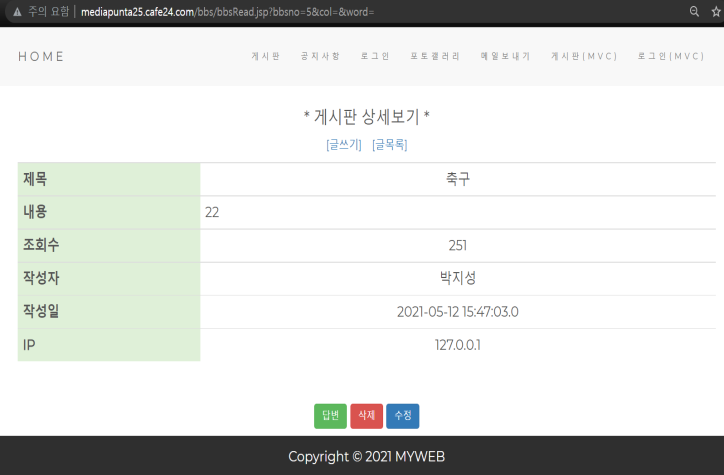 주의 요함 | mediapunta25.cafe24.com/bbs/bbsRead.jsp?bbsno=5&col=&word=
HOME 게시판 공지사항 로그인 포토갤러리 메일보내기 게시판(MVC) 로그인(MVC)
* 게시판 상세보기 *
[글쓰기] [글목록]
제목 축구
내용 22
조회수 251
작성자 박지성
작성일 2021-05-12 15:47:03.0
IP 127.0.0.1
답변 삭제 수정
Copyright © 2021 MYWEB